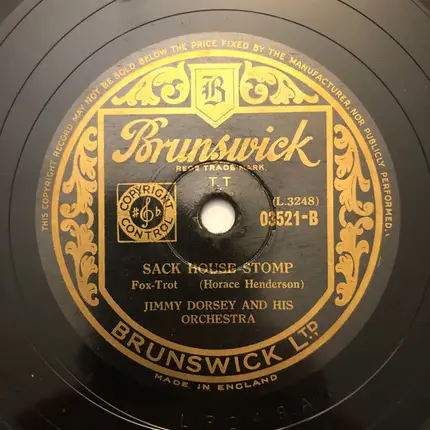 THIS COPYRIGHT RECORD MAY NOT BE SOLD BELOW THE PRICE FIXED BY THE MANUFACTURER, NOR PUBLICLY PERFORMED.
B
Brunswick
REGD TRADE MARK.
T T
COPYRIGHT
CONTROL
(L.3248)
03521-B
SACK HOUSE STOMP
Fox-Trot (Horace Henderson)
JIMMY DORSEY AND HIS
ORCHESTRA
BRUNSWICK LTD
MADE IN ENGLAND